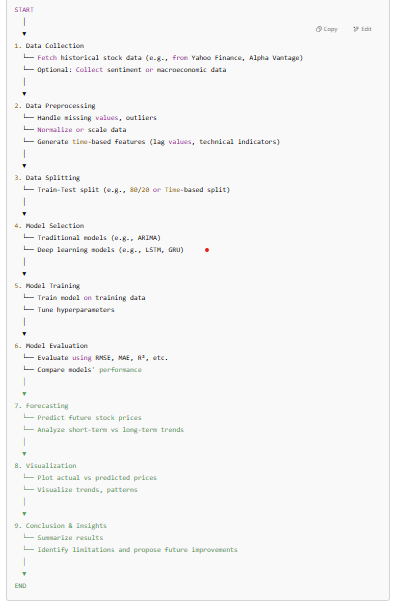 START
│
▼
Copy Edit
1. Data Collection
└── Fetch historical stock data (e.g., from Yahoo Finance, Alpha Vantage)
└── Optional: Collect sentiment or macroeconomic data
│
▼
2. Data Preprocessing
└── Handle missing values, outliers
└── Normalize or scale data
└── Generate time-based features (lag values, technical indicators)
│
▼
3. Data Splitting
└── Train-Test split (e.g., 80/20 or Time-based split)
│
▼
4. Model Selection
└── Traditional models (e.g., ARIMA)
└── Deep learning models (e.g., LSTM, GRU)
│
▼
5. Model Training
└── Train model on training data
└── Tune hyperparameters
│
▼
6. Model Evaluation
└── Evaluate using RMSE, MAE, R², etc.
└── Compare models' performance
│
▼
7. Forecasting
└── Predict future stock prices
└── Analyze short-term vs long-term trends
│
▼
8. Visualization
└── Plot actual vs predicted prices
└── Visualize trends, patterns
│
▼
9. Conclusion & Insights
└── Summarize results
└── Identify limitations and propose future improvements
│
▼
END